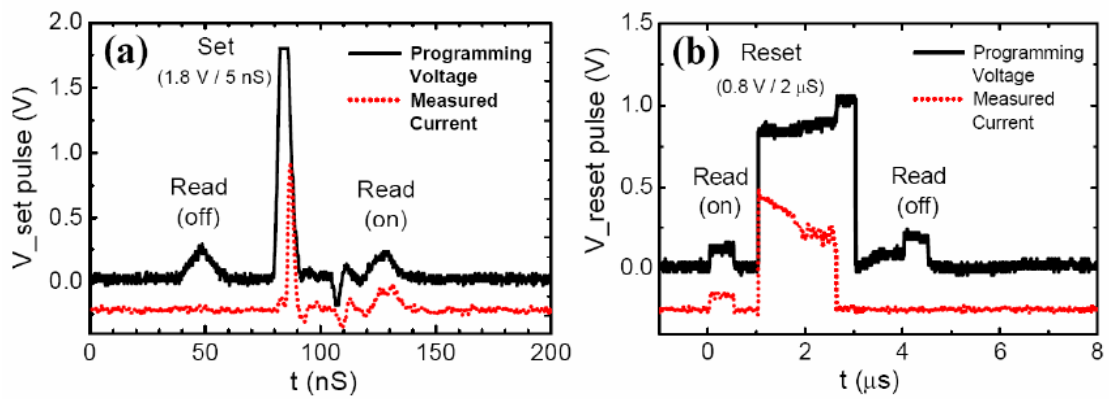 (a)
Set
(1.8 V / 5 nS)
Programming
Voltage
Measured
Current
Read
(off)
Read
(on)
2.0
1.5
1.0
0.5
0.0
V_set pulse (V)
0
50
100
150
200
t (nS)
(b)
Reset
(0.8 V / 2 μS)
Programming
Voltage
Measured
Current
Read
(on)
Read
(off)
1.5
1.0
0.5
0.0
V_reset pulse (V)
0
2
4
6
8
t (μs)